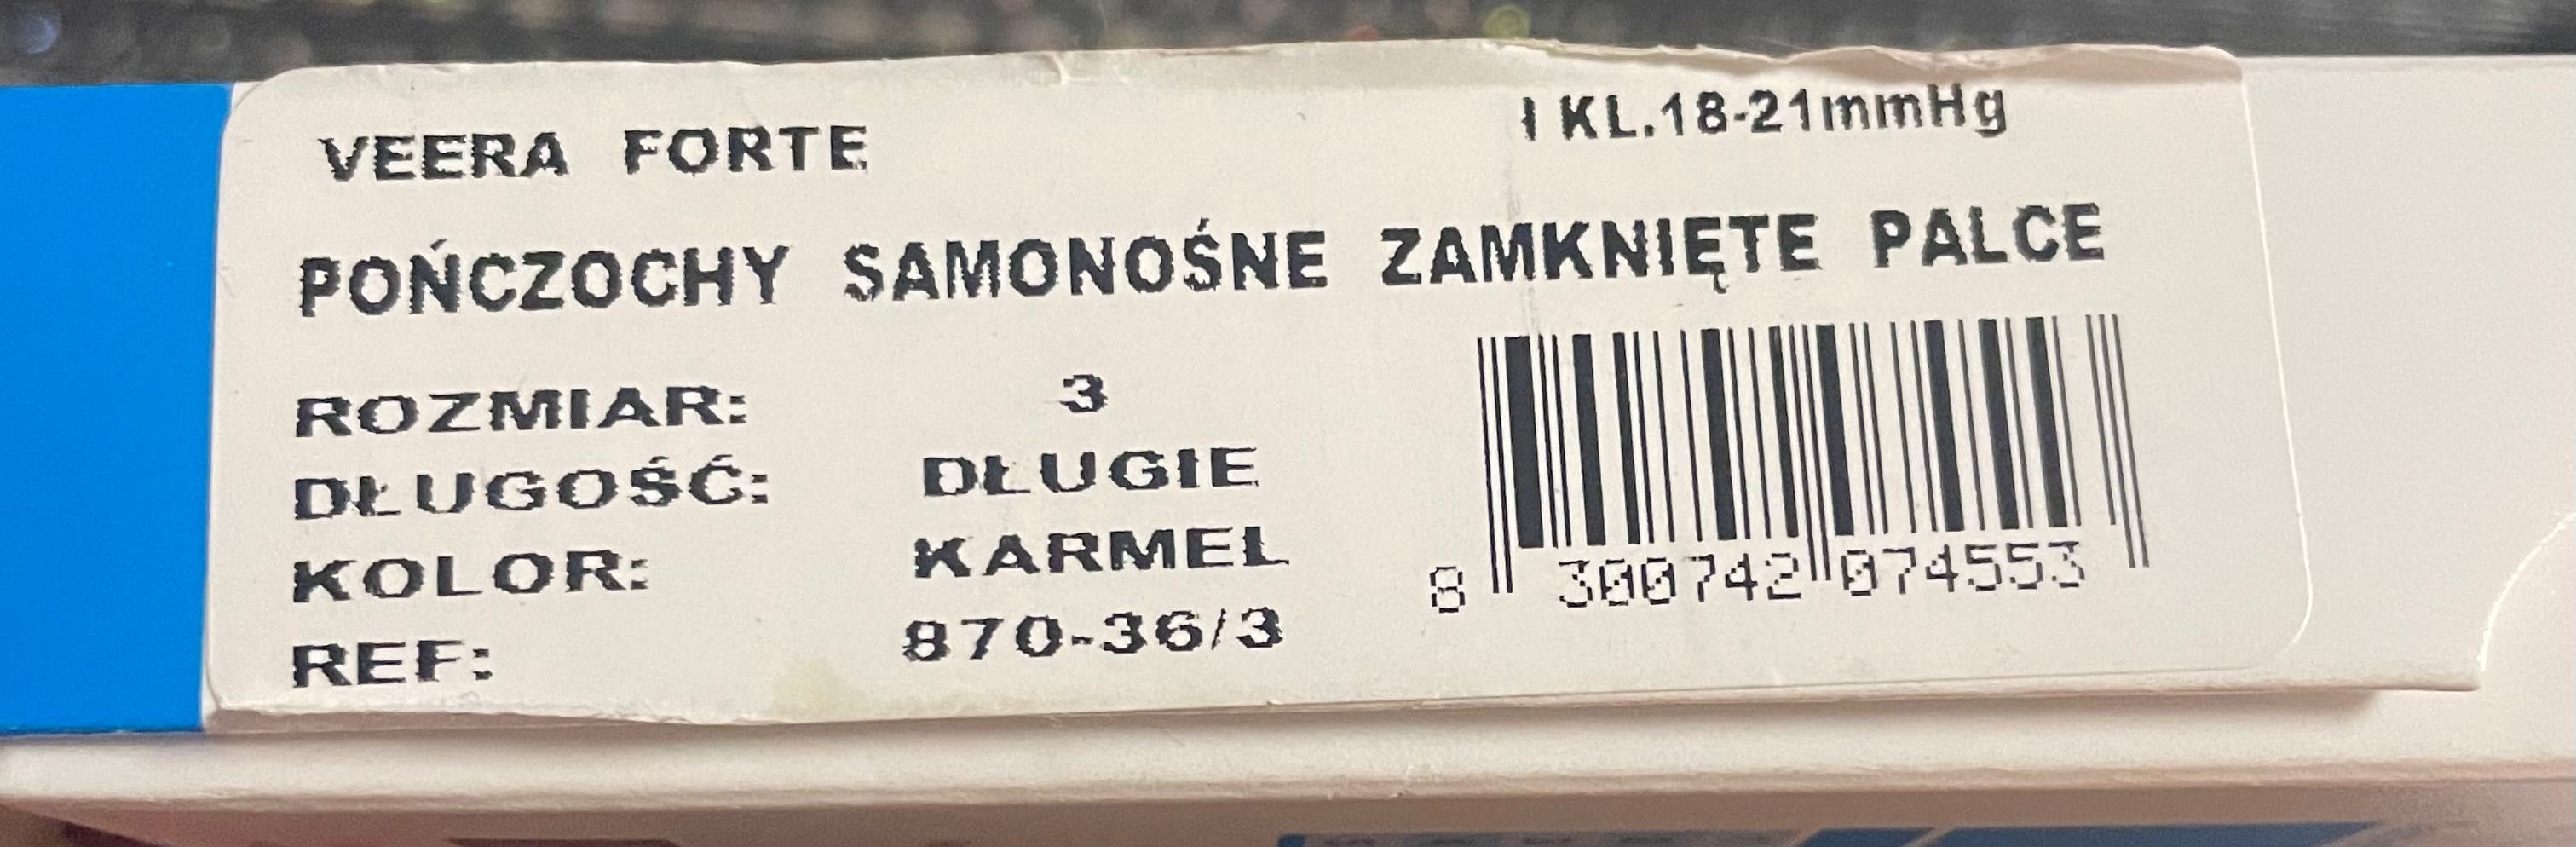 VEERA FORTE
I KL.18-21mmHg
POŃCZOCHY SAMONOŚNE ZAMKNIĘTE PALCE
ROZMIAR: 3
DŁUGOŚĆ: DŁUGIE
KOLOR: KARMEL
REF: 870-36/3
8 300742 074553